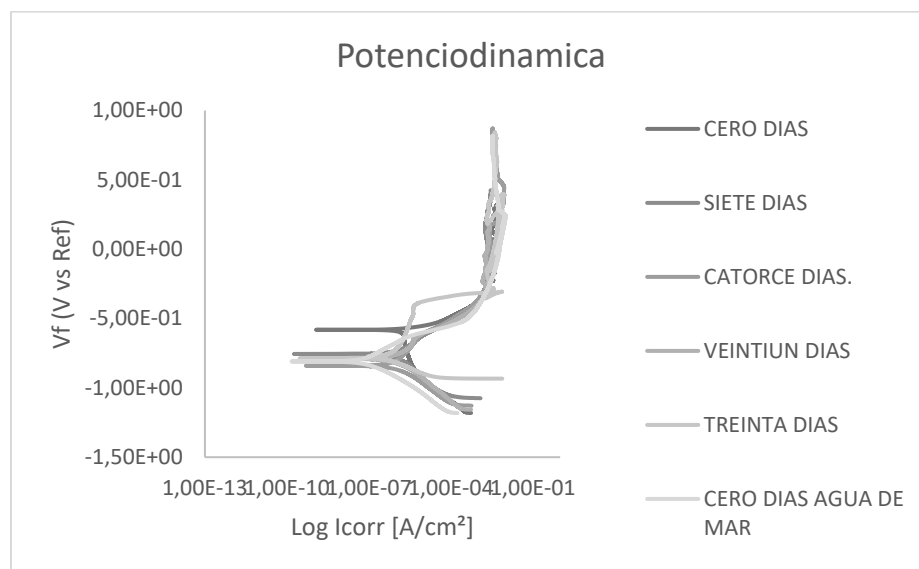 Potenciodinamica
1,00E+00
5,00E-01
0,00E+00
-5,00E-01
-1,00E+00
-1,50E+00
Vf (V vs Ref)
1,00E-13 1,00E-10 1,00E-07 1,00E-04 1,00E-01
Log Icorr [A/cm²]
CERO DIAS
SIETE DIAS
CATORCE DIAS.
VEINTIUN DIAS
TREINTA DIAS
CERO DIAS AGUA DE
MAR